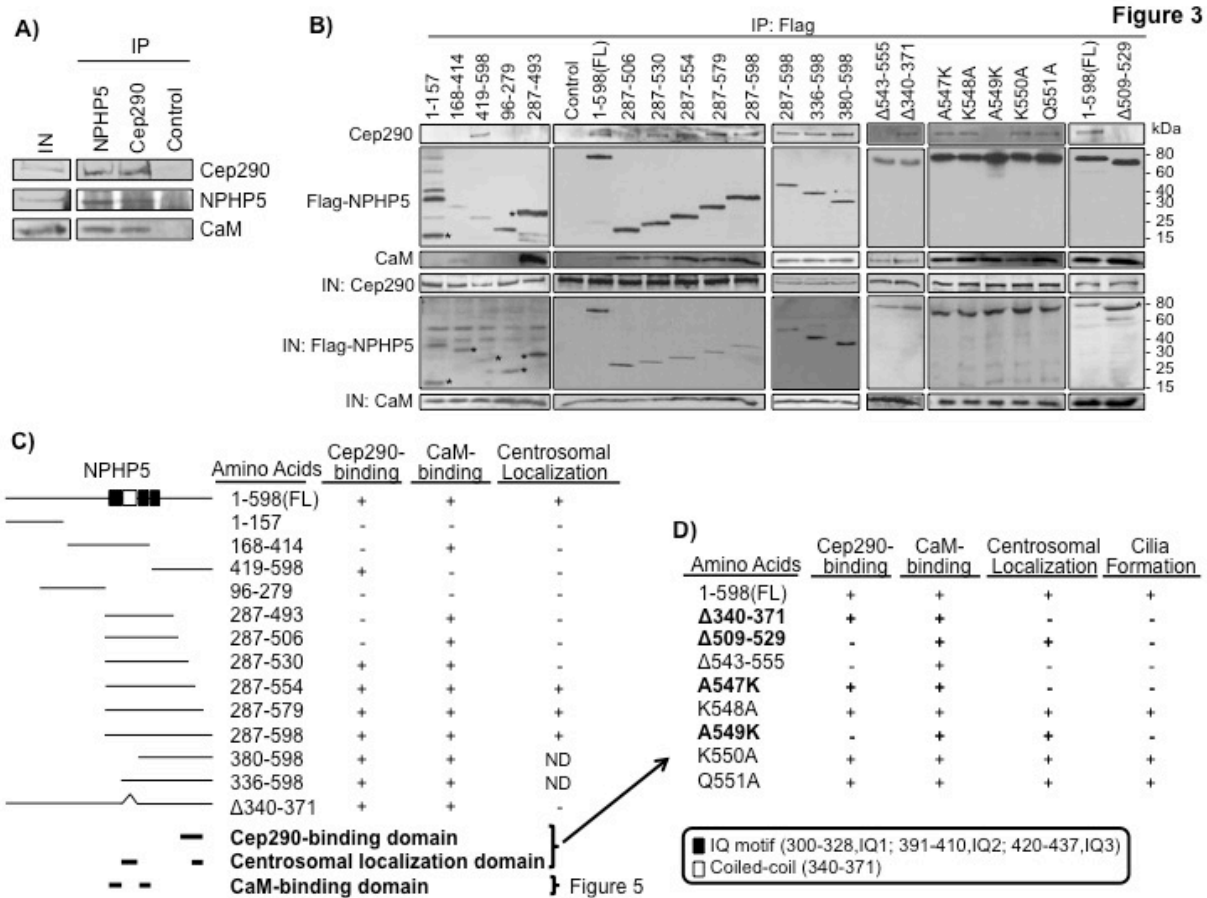 Figure 3
A)
IP
IN
NPHP5
Cep290
Control
Cep290
NPHP5
CaM
B)
IP: Flag
1-157
168-414
419-598
96-279
287-493
Control
1-598(FL)
287-506
287-530
287-554
287-579
287-598
287-598
336-598
380-598
Δ543-555
Δ340-371
A547K
K548A
A549K
K550A
Q551A
1-598(FL)
Δ509-529
Cep290
kDa
Flag-NPHP5
80
60
40
30
25
15
CaM
IN: Cep290
IN: Flag-NPHP5
80
60
40
30
25
15
IN: CaM
C)
NPHP5 Amino Acids Cep290-binding CaM-binding Centrosomal Localization
1-598(FL) + + +
1-157 - - -
168-414 - + -
419-598 + - -
96-279 - - -
287-493 - + -
287-506 - + -
287-530 + + -
287-554 + + +
287-579 + + +
287-598 + + +
380-598 + + ND
336-598 + + ND
Δ340-371 + + -
Cep290-binding domain
Centrosomal localization domain
CaM-binding domain } Figure 5
D)
Amino Acids Cep290-binding CaM-binding Centrosomal Localization Cilia Formation
1-598(FL) + + + +
Δ340-371 + + - -
Δ509-529 - + + -
Δ543-555 - + - -
A547K + + - -
K548A + + + +
A549K - + + -
K550A + + + +
Q551A + + + +
IQ motif (300-328,IQ1; 391-410,IQ2; 420-437,IQ3)
Coiled-coil (340-371)